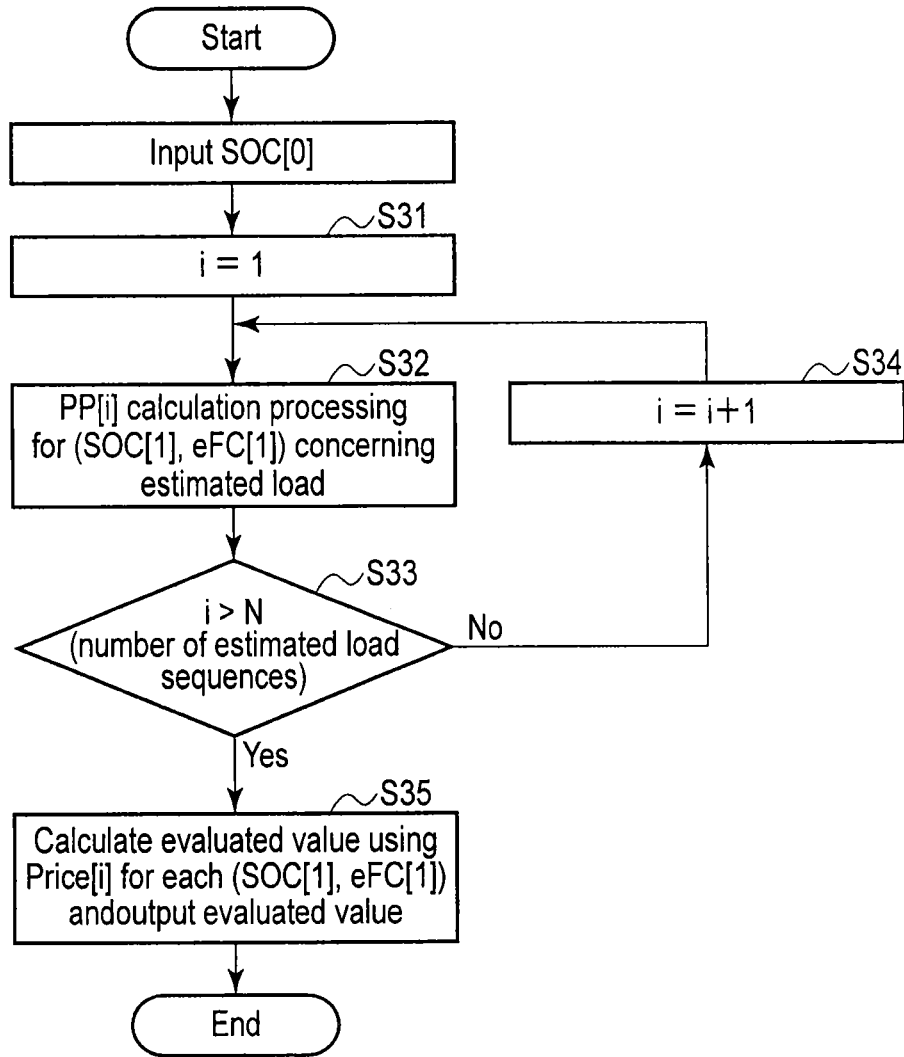 Start
Input SOC[0]
S31
i = 1
S32
PP[i] calculation processing
for (SOC[1], eFC[1]) concerning
estimated load
S34
i = i+1
S33
i > N
(number of estimated load
sequences)
No
Yes
S35
Calculate evaluated value using
Price[i] for each (SOC[1], eFC[1])
andoutput evaluated value
End